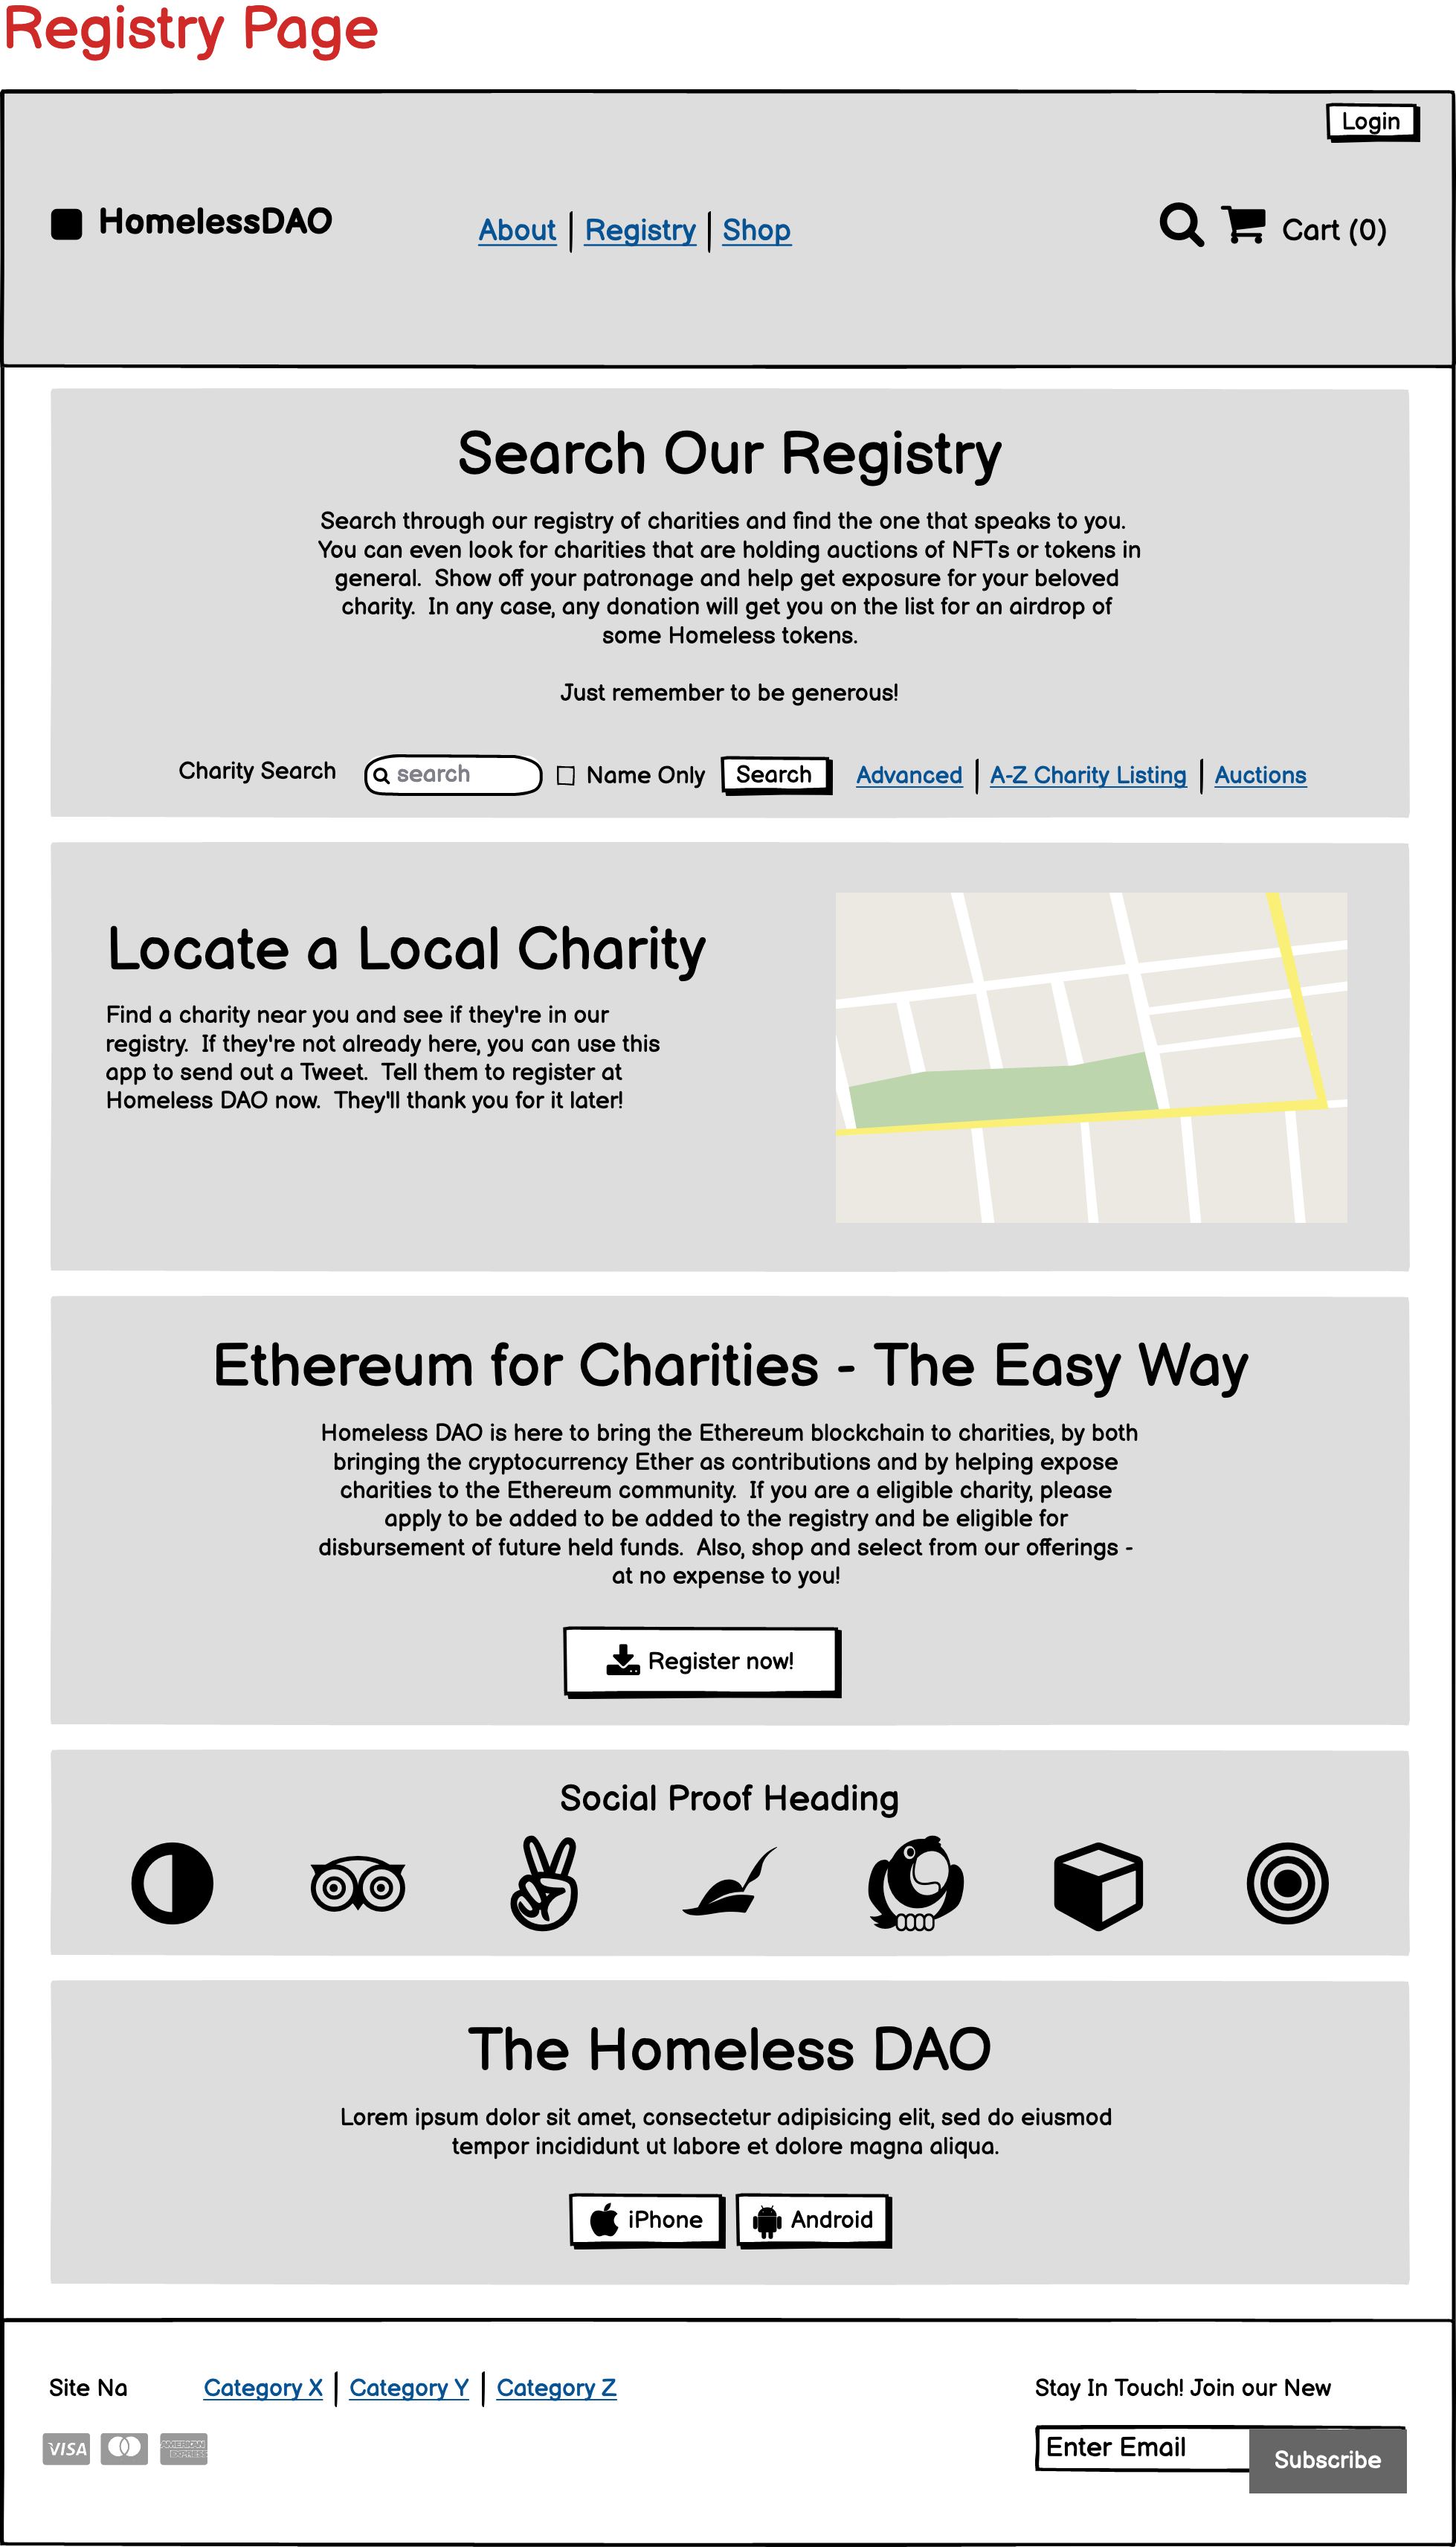 Registry Page
Login
HomelessDAO
About | Registry | Shop
Cart (0)
Search Our Registry
Search through our registry of charities and find the one that speaks to you.
You can even look for charities that are holding auctions of NFTs or tokens in
general.  Show off your patronage and help get exposure for your beloved
charity.  In any case, any donation will get you on the list for an airdrop of
some Homeless tokens.
Just remember to be generous!
Charity Search
search
Name Only
Search
Advanced | A-Z Charity Listing | Auctions
Locate a Local Charity
Find a charity near you and see if they're in our
registry.  If they're not already here, you can use this
app to send out a Tweet.  Tell them to register at
Homeless DAO now.  They'll thank you for it later!
Ethereum for Charities - The Easy Way
Homeless DAO is here to bring the Ethereum blockchain to charities, by both
bringing the cryptocurrency Ether as contributions and by helping expose
charities to the Ethereum community.  If you are a eligible charity, please
apply to be added to be added to the registry and be eligible for
disbursement of future held funds.  Also, shop and select from our offerings -
at no expense to you!
Register now!
Social Proof Heading
The Homeless DAO
Lorem ipsum dolor sit amet, consectetur adipisicing elit, sed do eiusmod
tempor incididunt ut labore et dolore magna aliqua.
iPhone
Android
Site Na
Category X | Category Y | Category Z
Stay In Touch! Join our New
VISA
AMERICAN
EXPRESS
Enter Email
Subscribe